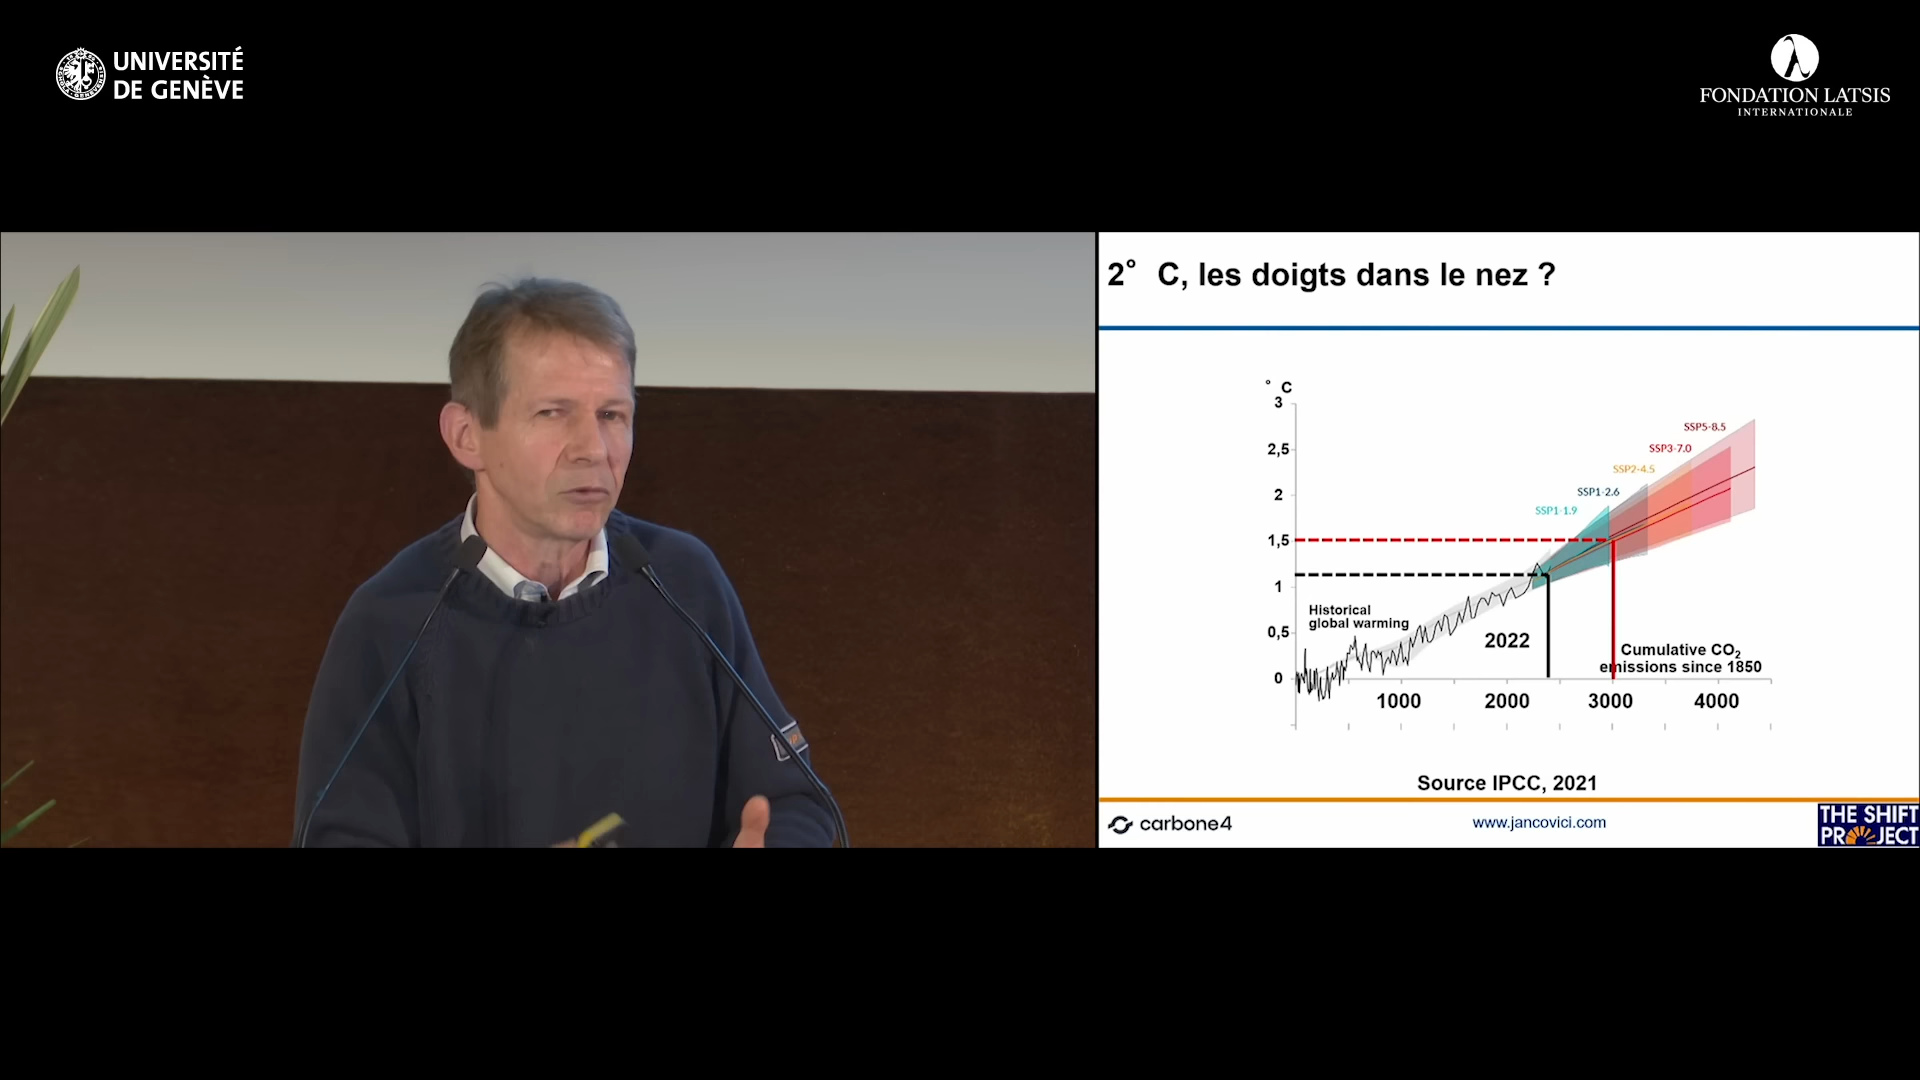 UNIVERSITÉ
DE GENÈVE
FONDATION LATSIS
INTERNATIONALE
2° C, les doigts dans le nez ?
° C
3
2,5
2
1,5
1
0,5
0
SSP5-8.5
SSP3-7.0
SSP2-4.5
SSP1-2.6
SSP1-1.9
Historical
global warming
2022
Cumulative CO2
emissions since 1850
1000 2000 3000 4000
Source IPCC, 2021
carbone4
www.jancovici.com
THE SHIFT
PROJECT